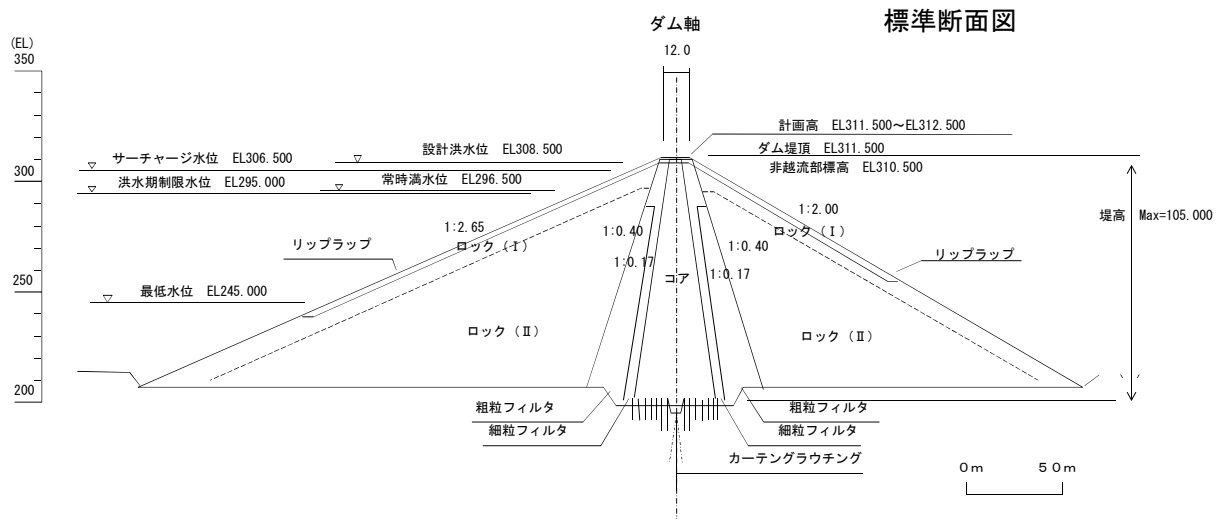 標準断面図
ダム軸
12.0
(EL)
350
300
250
200
計画高 EL311.500～EL312.500
ダム堤頂 EL311.500
非越流部標高 EL310.500
設計洪水位 EL308.500
サーチャージ水位 EL306.500
常時満水位 EL296.500
洪水期制限水位 EL295.000
堤高 Max=105.000
1:2.65
1:2.00
ロック（Ⅰ）
ロック（Ⅰ）
リップラップ
リップラップ
1:0.40
1:0.40
1:0.17
1:0.17
コア
最低水位 EL245.000
ロック（Ⅱ）
ロック（Ⅱ）
粗粒フィルタ
粗粒フィルタ
細粒フィルタ
細粒フィルタ
カーテングラウチング
0m 50m